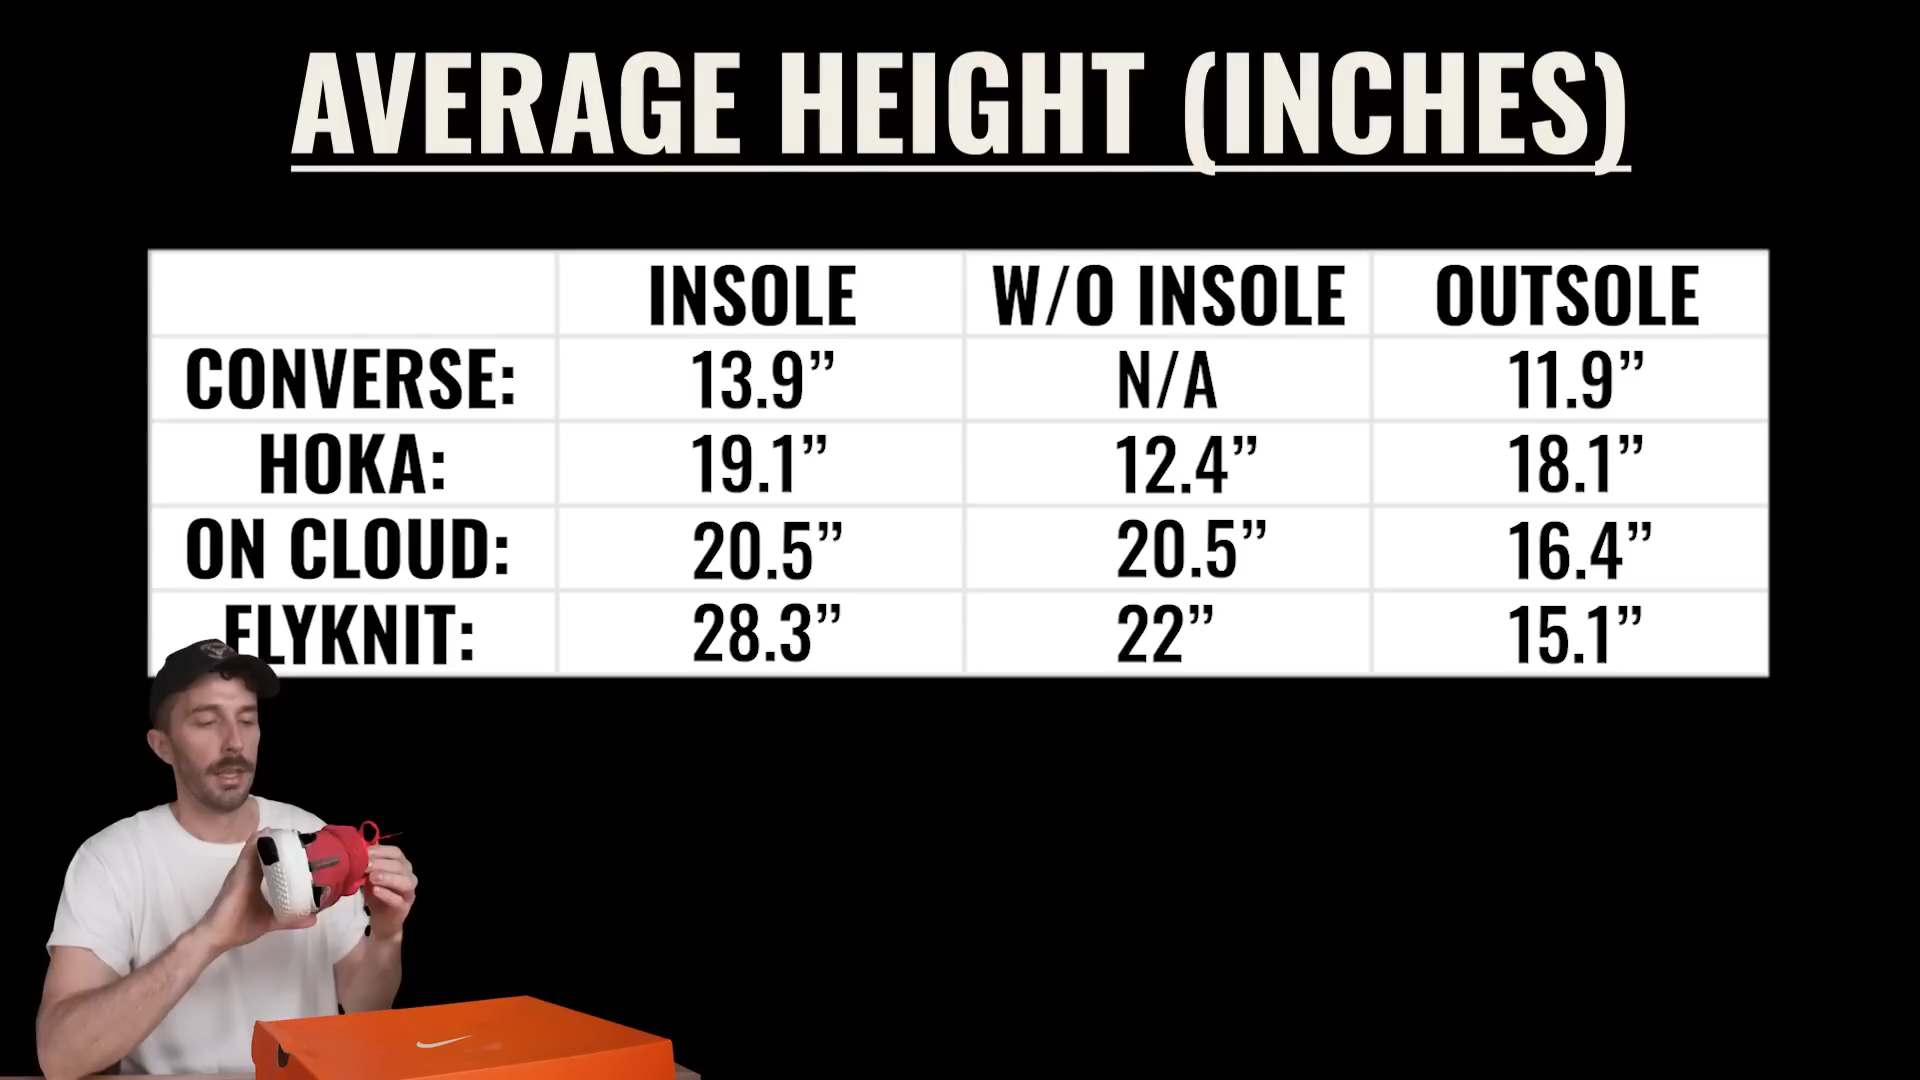 AVERAGE HEIGHT (INCHES)
INSOLE W/O INSOLE OUTSOLE
CONVERSE: 13.9” N/A 11.9”
HOKA: 19.1” 12.4” 18.1”
ON CLOUD: 20.5” 20.5” 16.4”
FLYKNIT: 28.3” 22” 15.1”